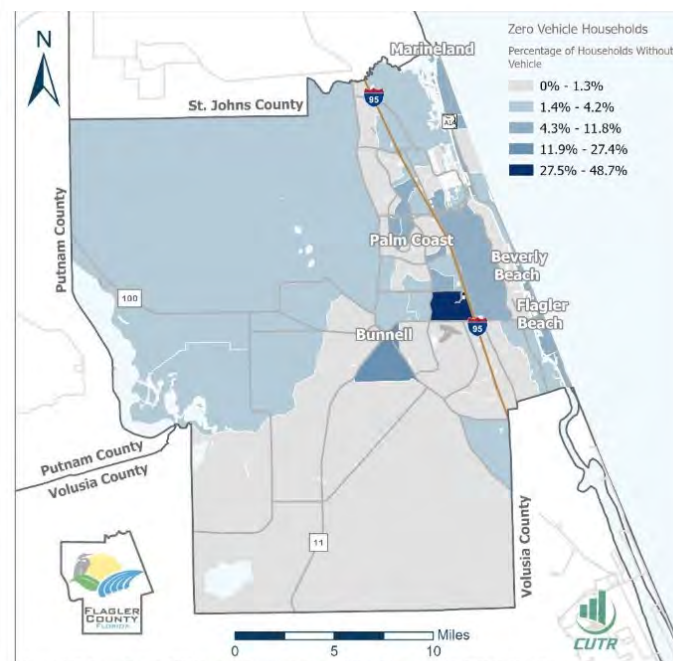 Zero Vehicle Households
Percentage of Households Without
Vehicle
0% - 1.3%
1.4% - 4.2%
4.3% - 11.8%
11.9% - 27.4%
27.5% - 48.7%
N
Marineland
95
A1A
St. Johns County
Putnam County
Palm Coast
Beverly
Beach
100
Flagler
Beach
95
Bunnell
Putnam County
Volusia County
11
Volusia County
FLAGLER
COUNTY
FLORIDA
Miles
0 5 10
CUTR